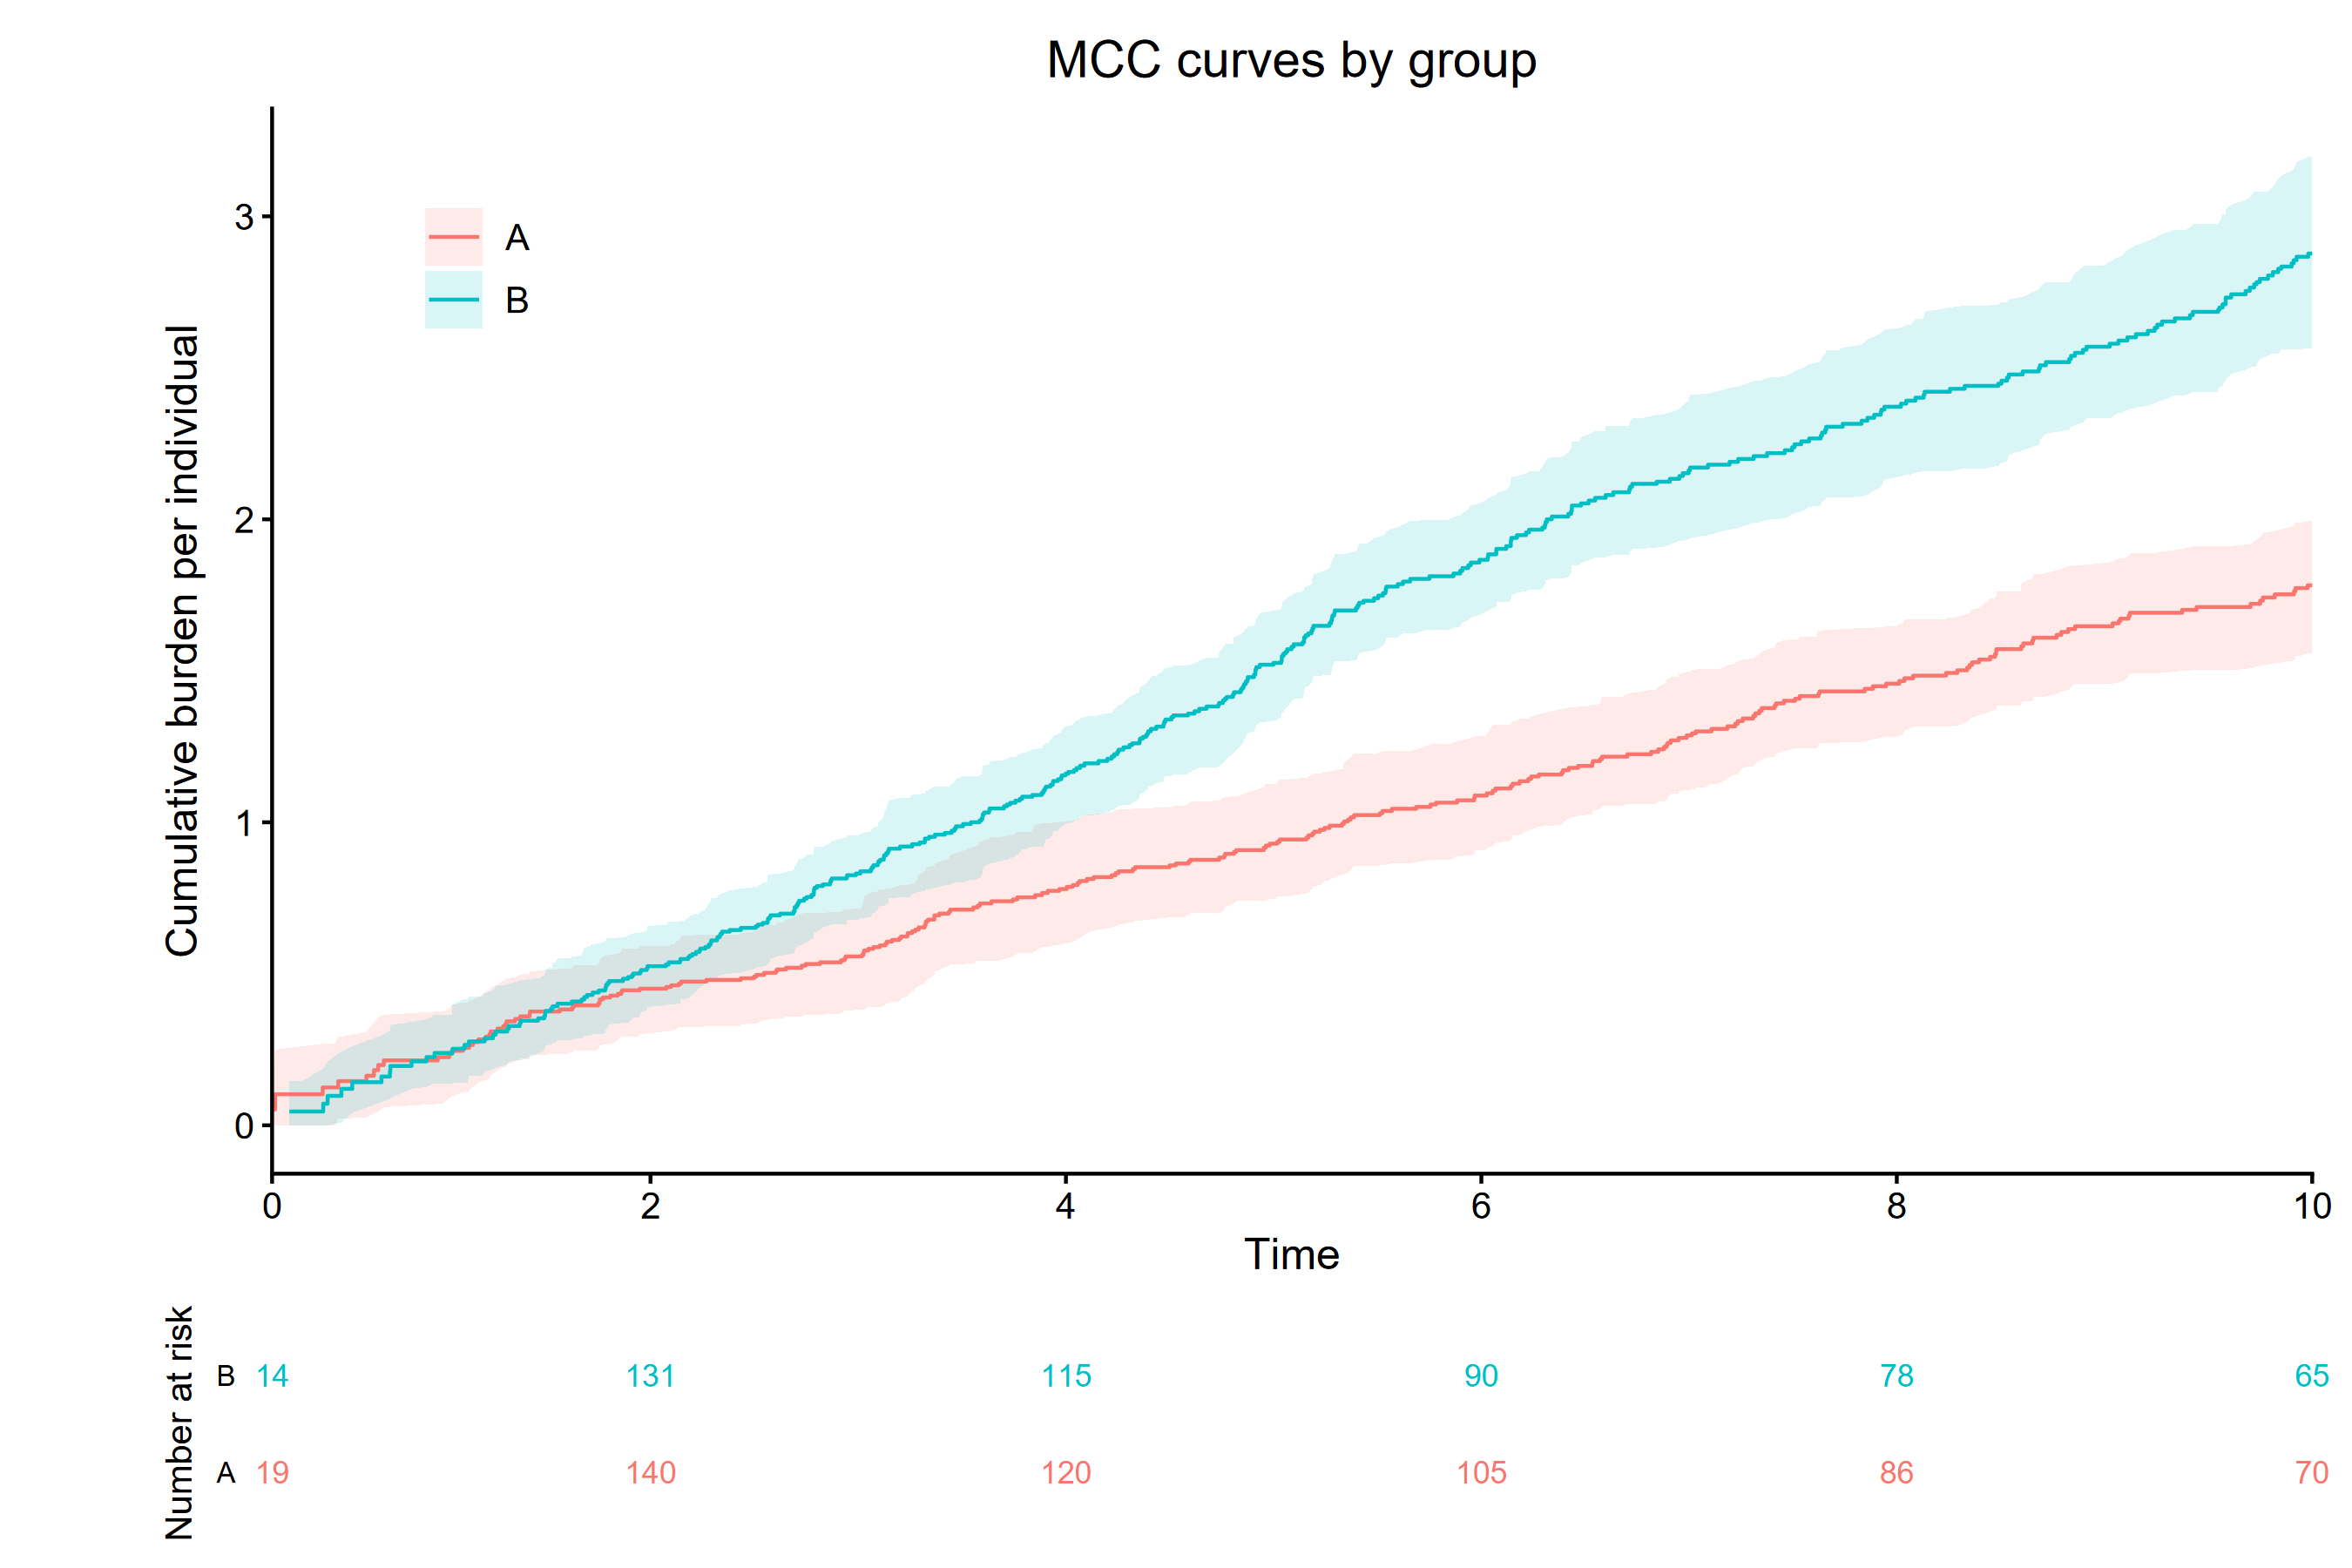 MCC curves by group
Cumulative burden per individual
3
2
1
0
A
B
0 2 4 6 8 10
Time
Number at risk
B 14 131 115 90 78 65
A 19 140 120 105 86 70